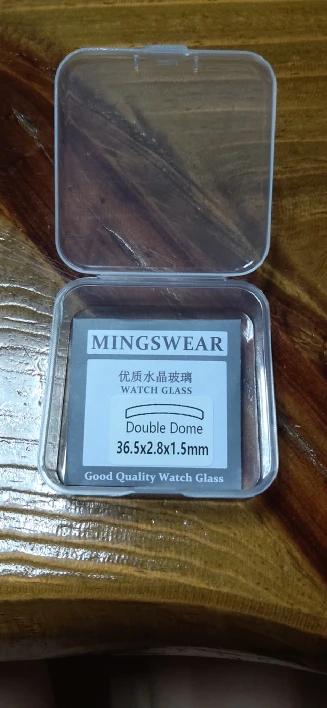 MINGSWEAR
优质水晶玻璃
WATCH GLASS
Double Dome
36.5x2.8x1.5mm
Good Quality Watch Glass